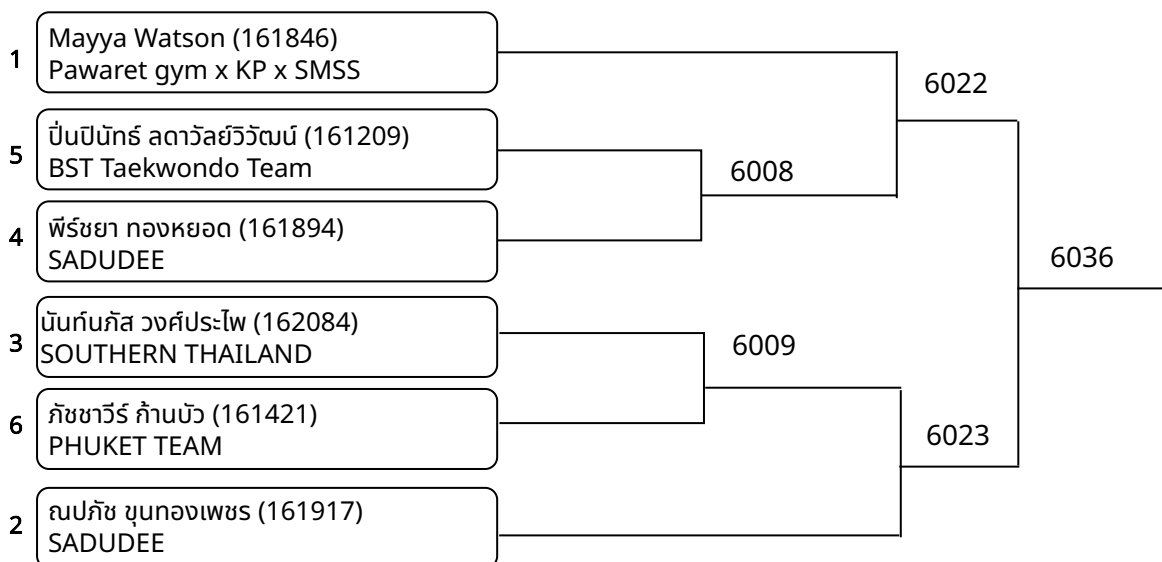 1
Mayya Watson (161846)
Pawaret gym x KP x SMSS
6022
5
ปิ่นปินัทธ์ ลดาวัลย์วิวัฒน์ (161209)
BST Taekwondo Team
6008
4
พีร์ชยา ทองหยอด (161894)
SADUDEE
6036
3
นันท์นภัส วงศ์ประไพ (162084)
SOUTHERN THAILAND
6009
6
ภัชชาวีร์ ก้านบัว (161421)
PHUKET TEAM
6023
2
ณปภัช ขุนทองเพชร (161917)
SADUDEE